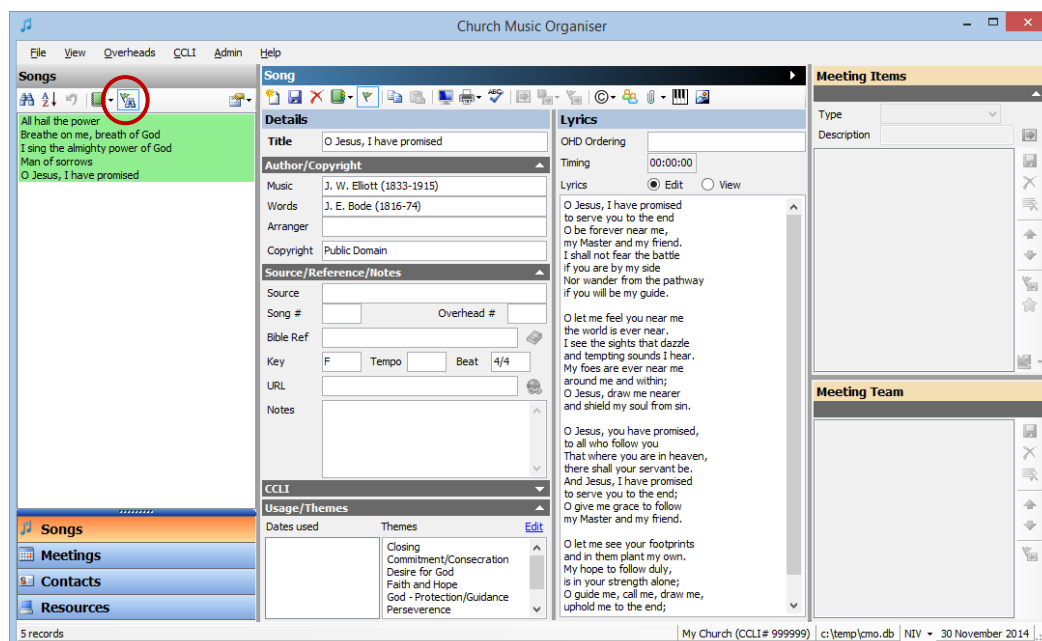 Church Music Organiser
File View Overheads CCLI Admin Help
Songs
All hail the power
Breathe on me, breath of God
I sing the almighty power of God
Man of sorrows
O Jesus, I have promised
Songs
Meetings
Contacts
Resources
Song
Details
Title O Jesus, I have promised
Author/Copyright
Music J. W. Elliott (1833-1915)
Words J. E. Bode (1816-74)
Arranger
Copyright Public Domain
Source/Reference/Notes
Source
Song # Overhead #
Bible Ref
Key F Tempo Beat 4/4
URL
Notes
CCLI
Usage/Themes
Dates used Themes Edit
Closing
Commitment/Consecration
Desire for God
Faith and Hope
God - Protection/Guidance
Perseverence
Lyrics
OHD Ordering
Timing 00:00:00
Lyrics Edit View
O Jesus, I have promised
to serve you to the end
O be forever near me,
my Master and my friend.
I shall not fear the battle
if you are by my side
Nor wander from the pathway
if you will be my guide.
O let me feel you near me
the world is ever near.
I see the sights that dazzle
and tempting sounds I hear.
My foes are ever near me
around me and within;
O Jesus, draw me nearer
and shield my soul from sin.
O Jesus, you have promised,
to all who follow you
That where you are in heaven,
there shall your servant be.
And Jesus, I have promised
to serve you to the end;
O give me grace to follow
my Master and my friend.
O let me see your footprints
and in them plant my own.
My hope to follow duly,
is in your strength alone;
O guide me, call me, draw me,
uphold me to the end;
Meeting Items
Type
Description
Meeting Team
5 records My Church (CCLI# 999999) c:\temp\cmo.db NIV 30 November 2014